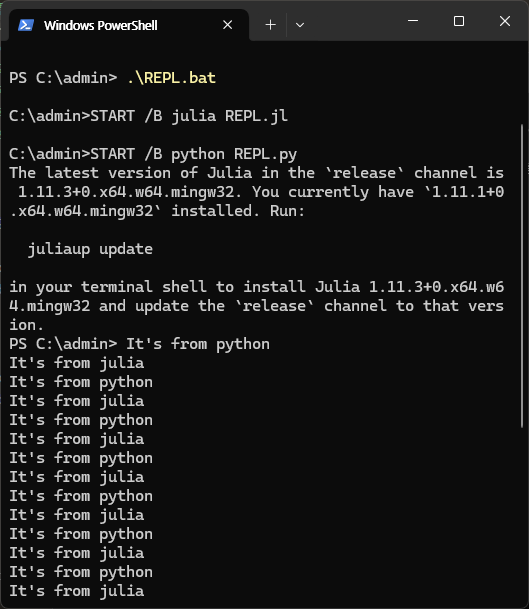 Windows PowerShell
PS C:\admin> .\REPL.bat
C:\admin>START /B julia REPL.jl
C:\admin>START /B python REPL.py
The latest version of Julia in the `release` channel is
 1.11.3+0.x64.w64.mingw32. You currently have `1.11.1+0
.x64.w64.mingw32` installed. Run:
juliaup update
in your terminal shell to install Julia 1.11.3+0.x64.w6
4.mingw32 and update the `release` channel to that vers
ion.
PS C:\admin> It's from python
It's from julia
It's from python
It's from julia
It's from python
It's from julia
It's from python
It's from julia
It's from python
It's from julia
It's from python
It's from julia
It's from python
It's from julia